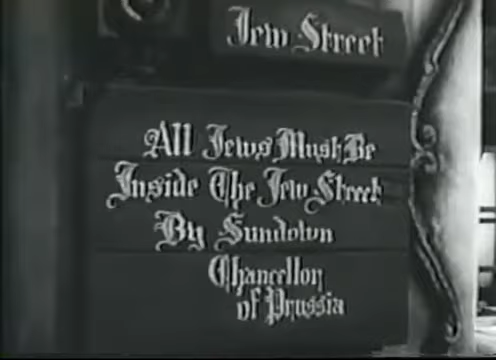 Jew Street
All Jews Must Be
Inside The Jew Street
By Sundown
Chancellor
of Prussia